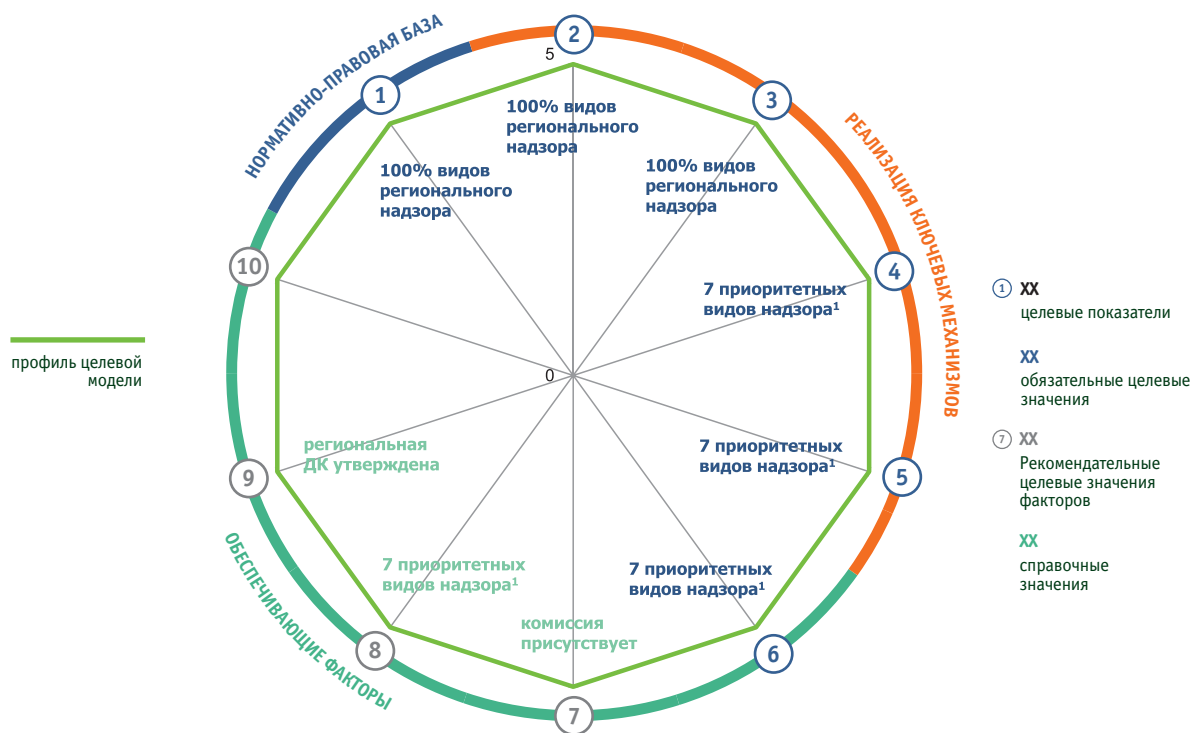 НОРМАТИВНО-ПРАВОВАЯ БАЗА
РЕАЛИЗАЦИЯ КЛЮЧЕВЫХ МЕХАНИЗМОВ
ОБЕСПЕЧИВАЮЩИЕ ФАКТОРЫ
1
2
3
4
5
6
7
8
9
10
5
0
100% видов
регионального
надзора
100% видов
регионального
надзора
100% видов
регионального
надзора
7 приоритетных
видов надзора¹
7 приоритетных
видов надзора¹
7 приоритетных
видов надзора¹
комиссия
присутствует
7 приоритетных
видов надзора¹
региональная
ДК утверждена
профиль целевой
модели
1 XX
целевые показатели
XX
обязательные целевые
значения
7 XX
Рекомендательные
целевые значения
факторов
XX
справочные
значения